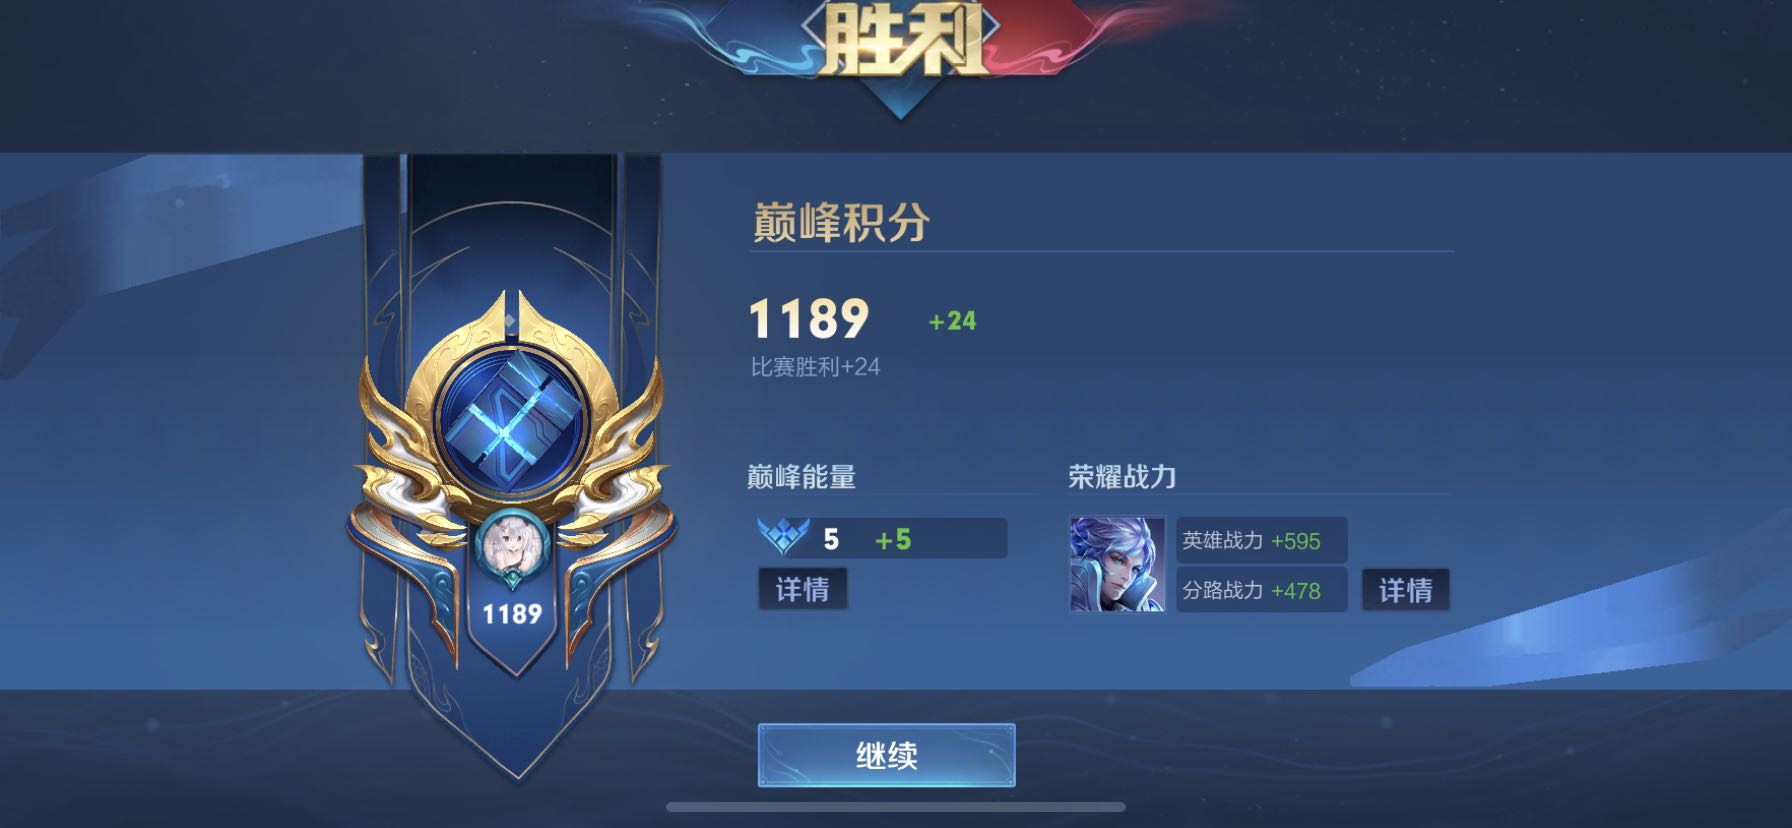 胜利
巅峰积分
1189 +24
比赛胜利+24
巅峰能量
5 +5
详情
荣耀战力
英雄战力 +595
分路战力 +478
详情
1189
继续